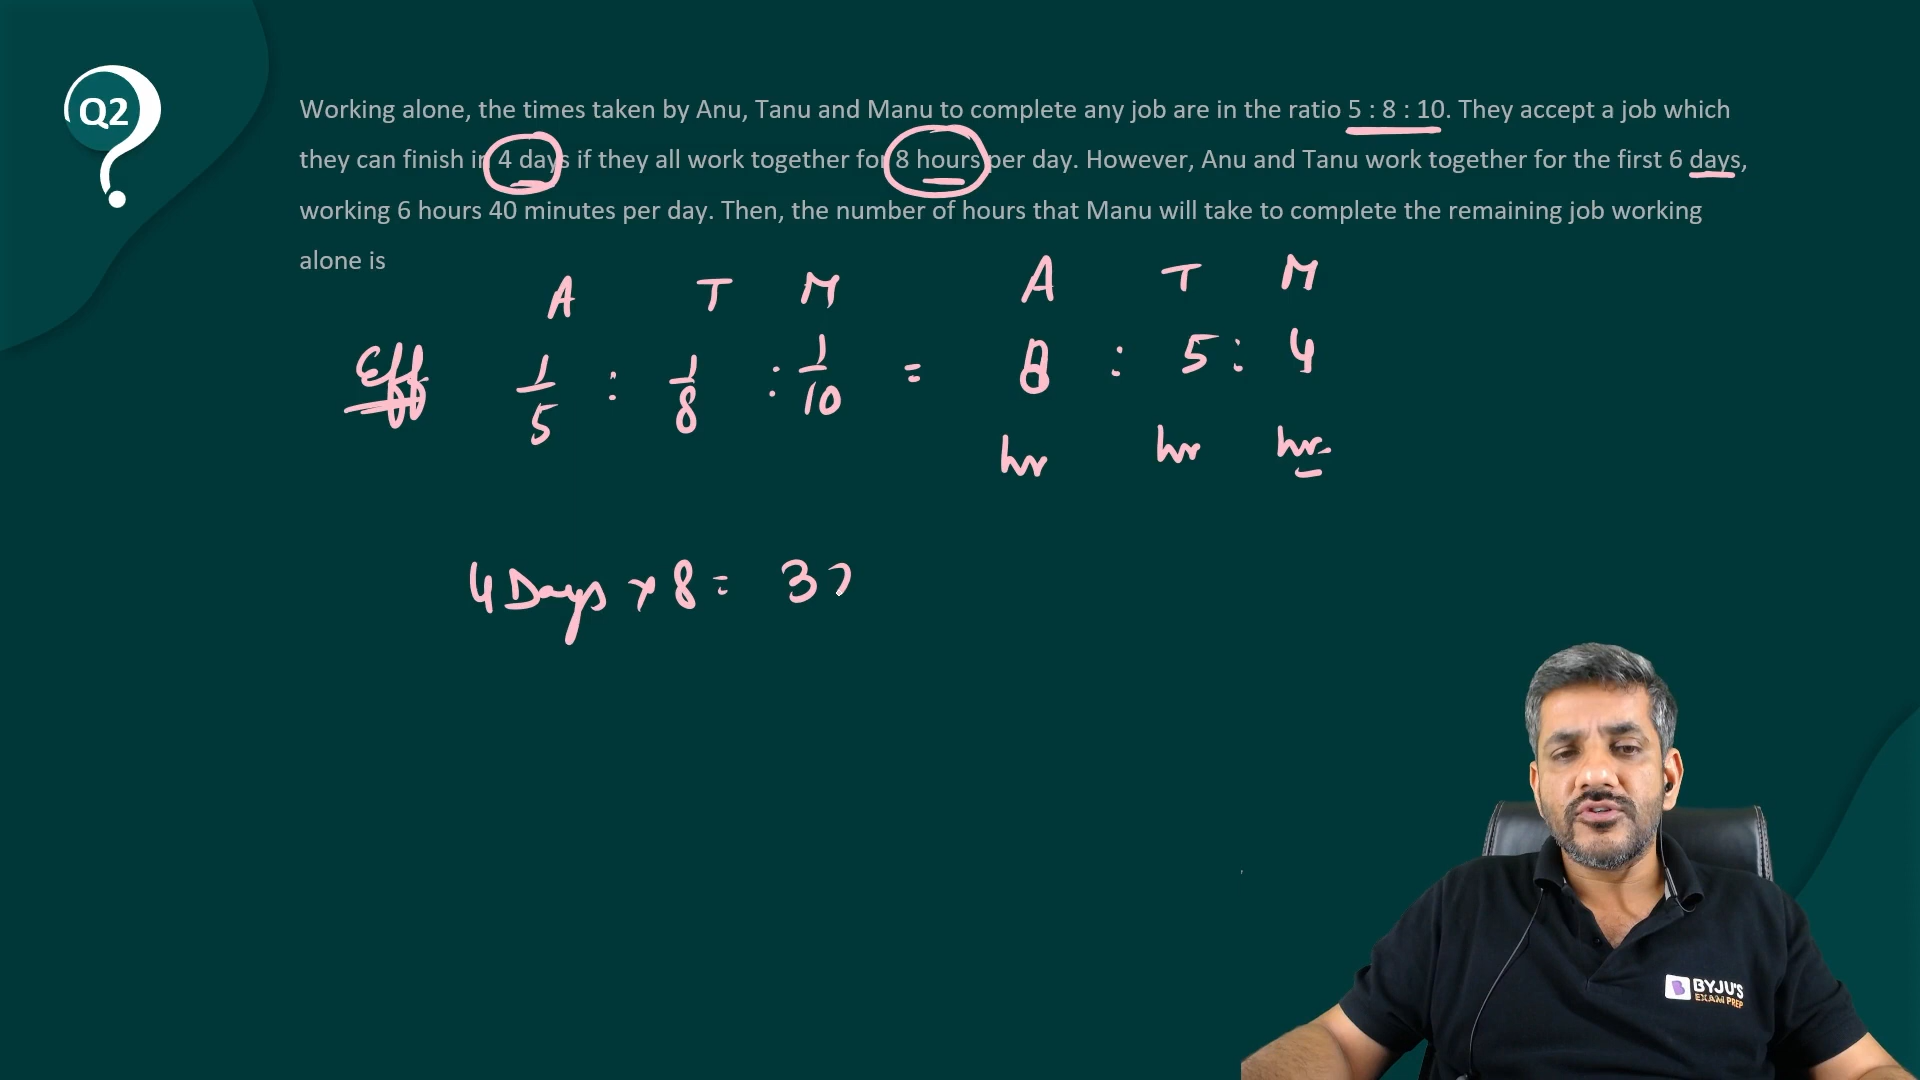 Q2
Working alone, the times taken by Anu, Tanu and Manu to complete any job are in the ratio 5 : 8 : 10. They accept a job which
they can finish in 4 days if they all work together for 8 hours per day. However, Anu and Tanu work together for the first 6 days,
working 6 hours 40 minutes per day. Then, the number of hours that Manu will take to complete the remaining job working
alone is
A T M A T M
Eff 1/5 : 1/8 : 1/10 = 8 : 5 : 4
hr hr hr
4 Days × 8 = 32
BYJU'S
EXAM PREP